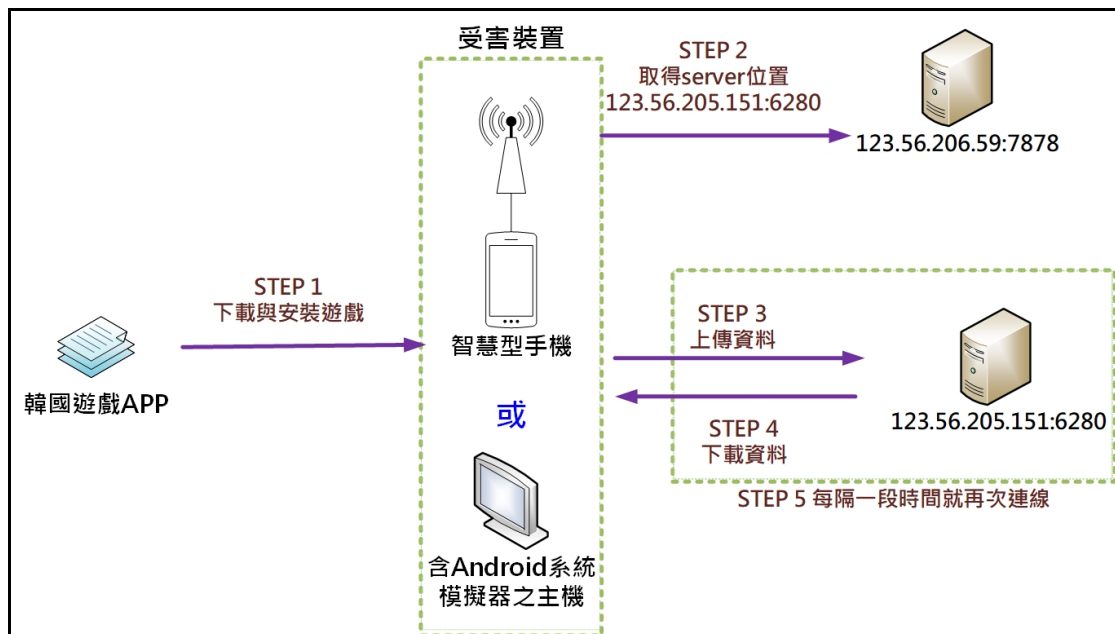 受害裝置
STEP 2
取得server位置
123.56.205.151:6280
123.56.206.59:7878
STEP 1
下載與安裝遊戲
韓國遊戲APP
智慧型手機
或
含Android系統
模擬器之主機
STEP 3
上傳資料
123.56.205.151:6280
STEP 4
下載資料
STEP 5 每隔一段時間就再次連線